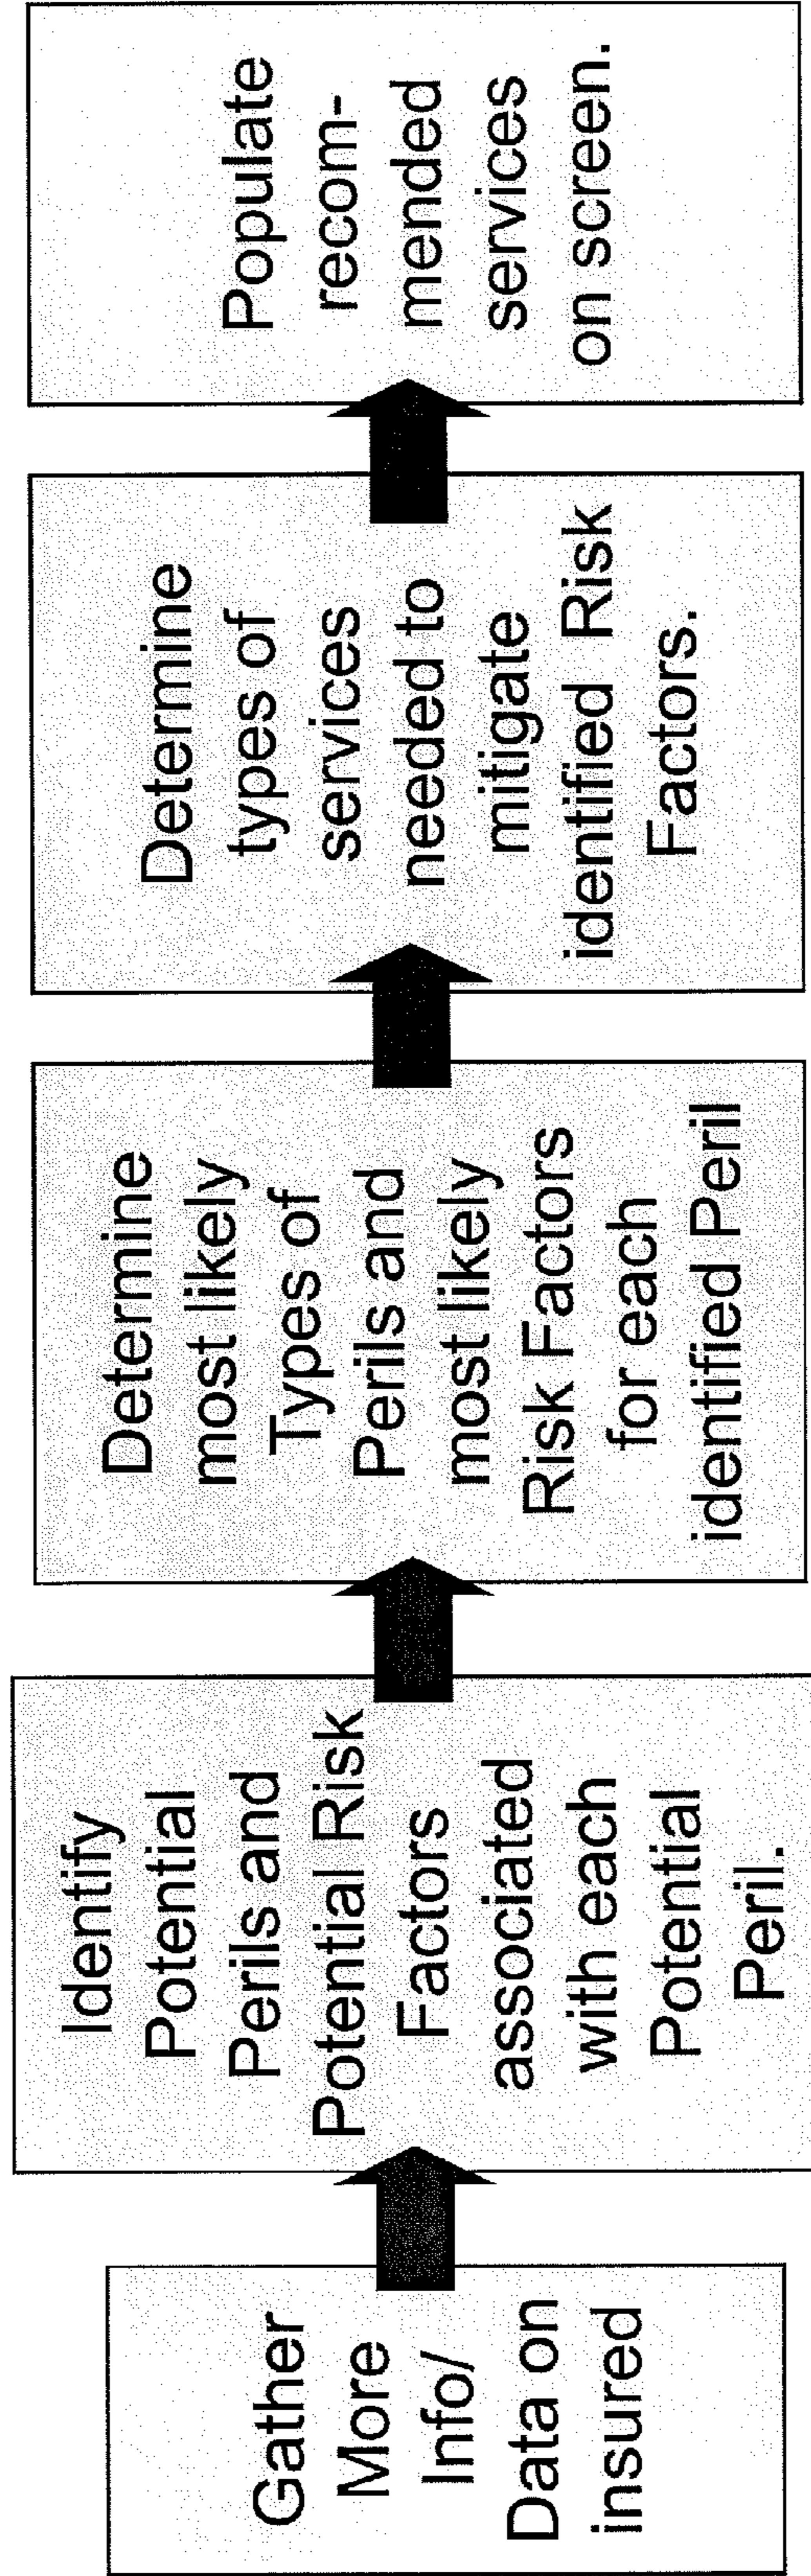 Gather
More
Info/
Data on
insured
Identify
Potential
Perils and
Potential Risk
Factors
associated
with each
Potential
Peril.
Determine
most likely
Types of
Perils and
most likely
Risk Factors
for each
identified Peril
Determine
types of
services
needed to
mitigate
identified Risk
Factors.
Populate
recom-
mended
services
on screen.